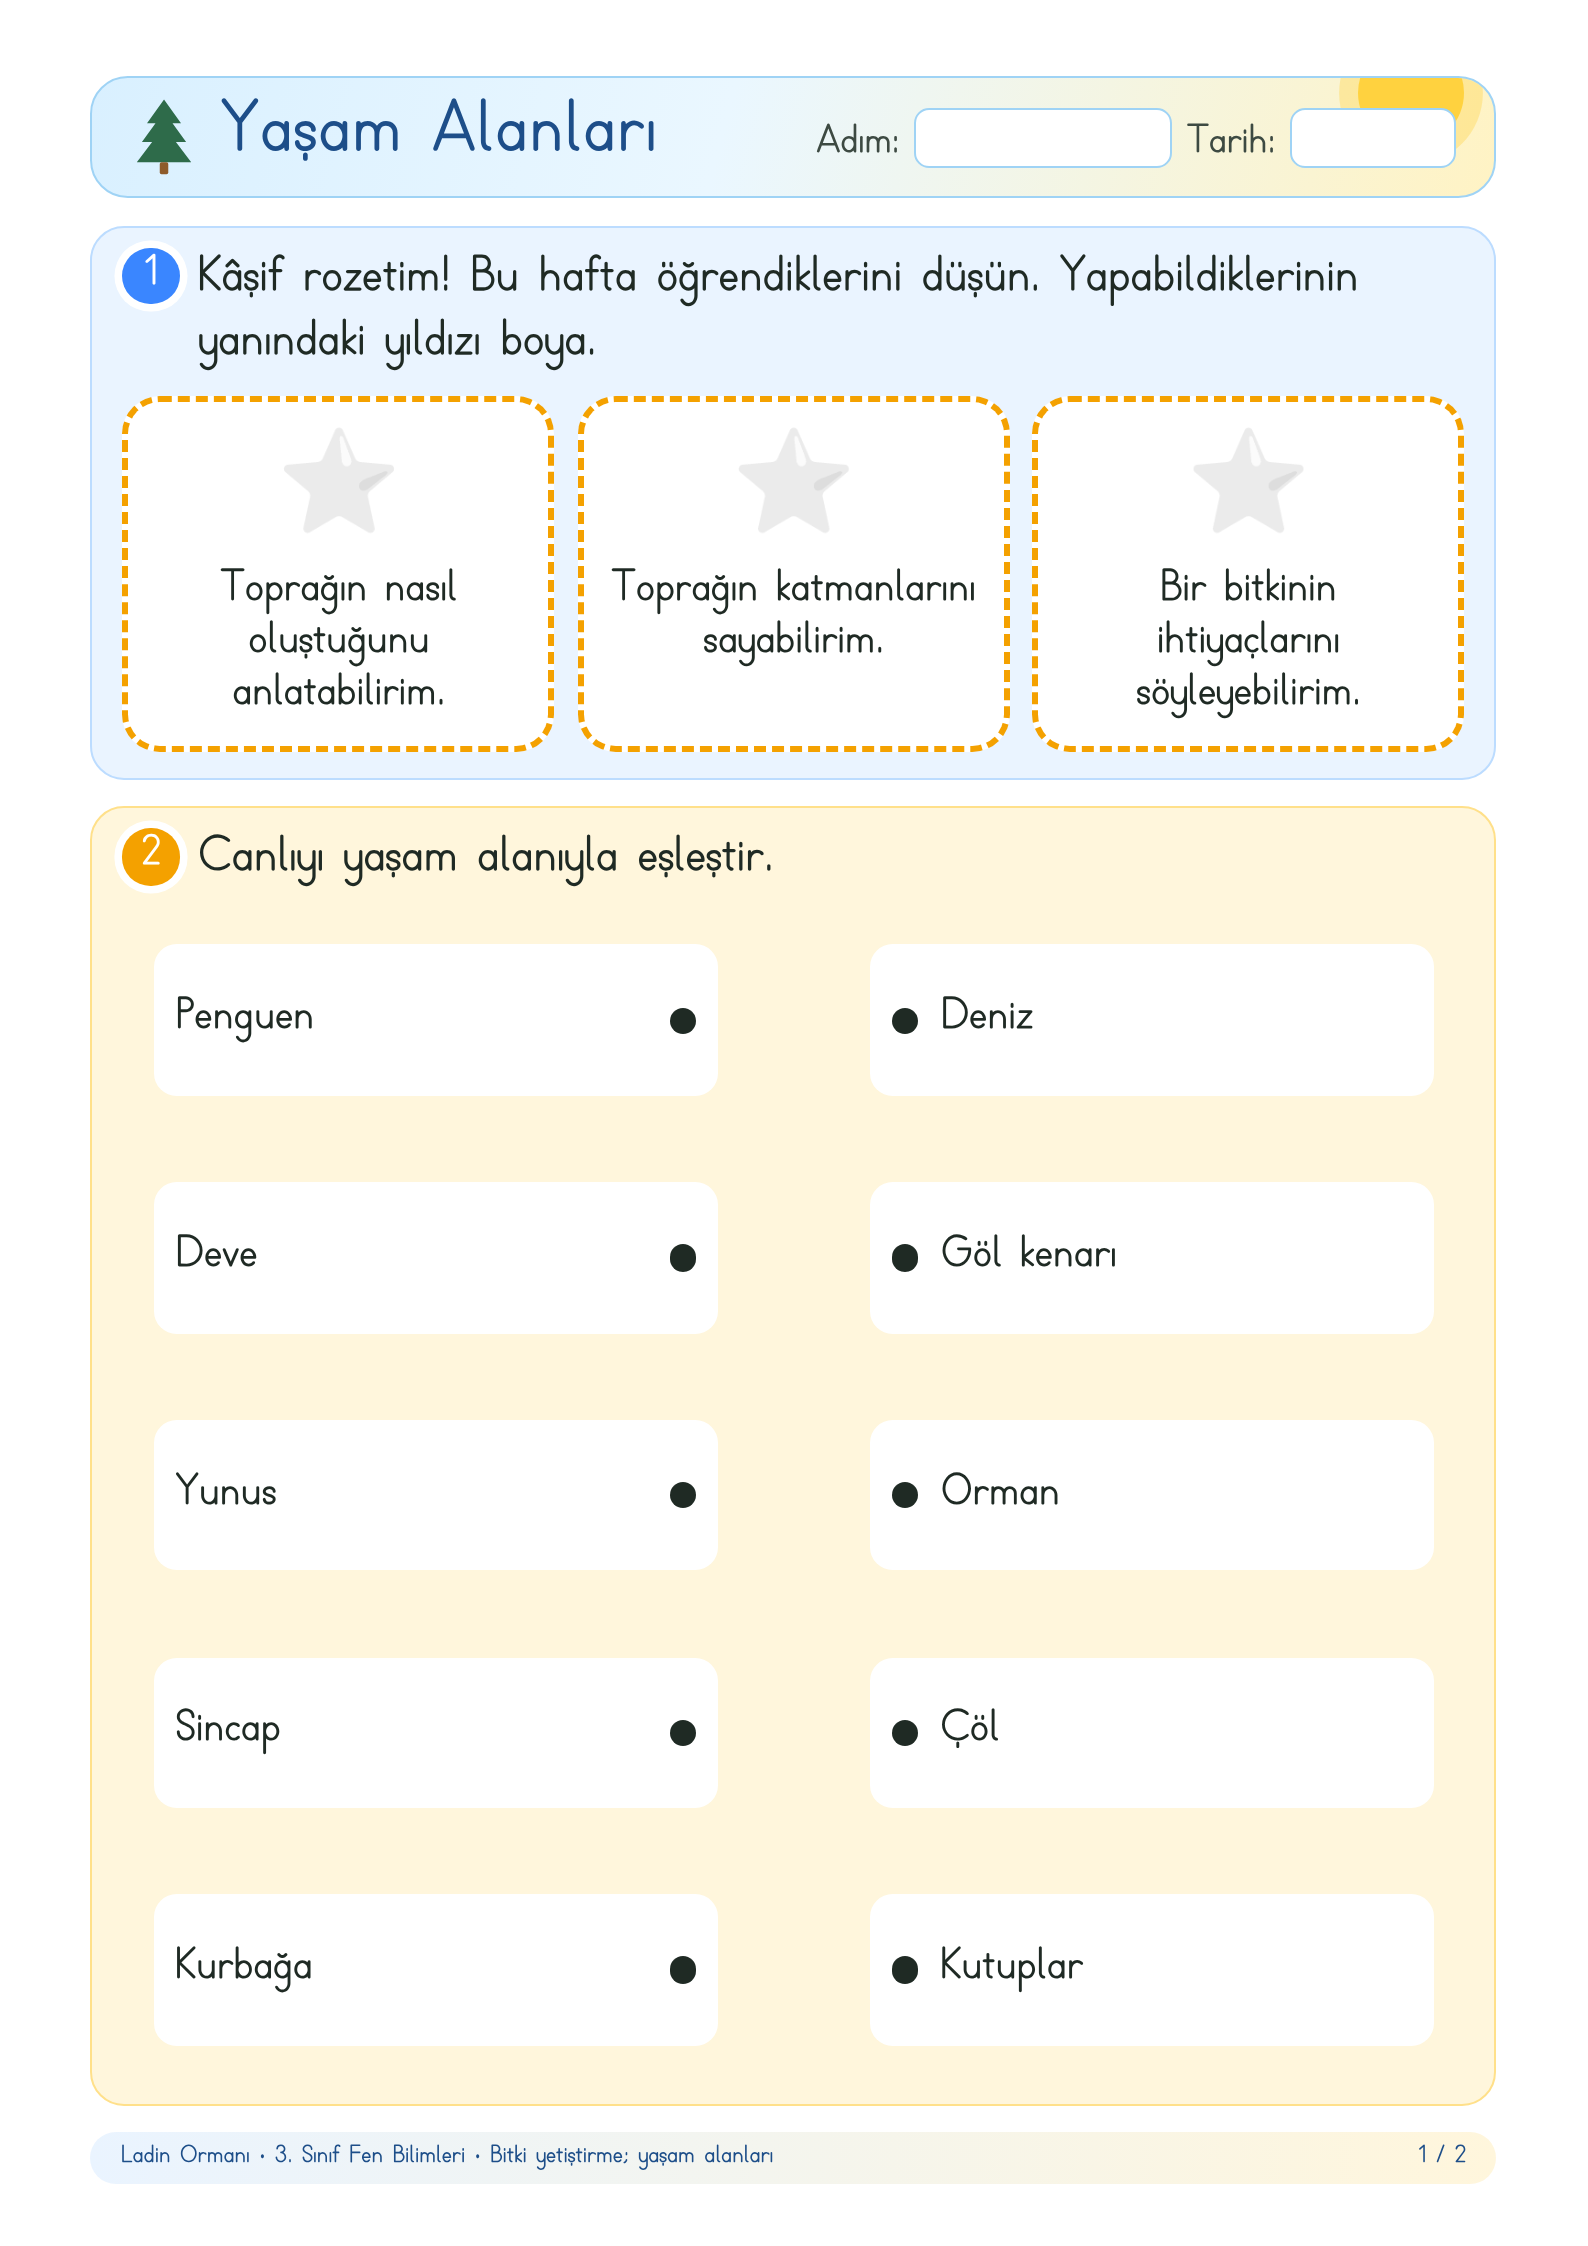 Yaşam Alanları
Adım:
Tarih:
1
Kâşif rozetim! Bu hafta öğrendiklerini düşün. Yapabildiklerinin
yanındaki yıldızı boya.
Toprağın nasıl
oluştuğunu
anlatabilirim.
Toprağın katmanlarını
sayabilirim.
Bir bitkinin
ihtiyaçlarını
söyleyebilirim.
2
Canlıyı yaşam alanıyla eşleştir.
Penguen
Deniz
Deve
Göl kenarı
Yunus
Orman
Sincap
Çöl
Kurbağa
Kutuplar
Ladin Ormanı • 3. Sınıf Fen Bilimleri • Bitki yetiştirme; yaşam alanları
1 / 2